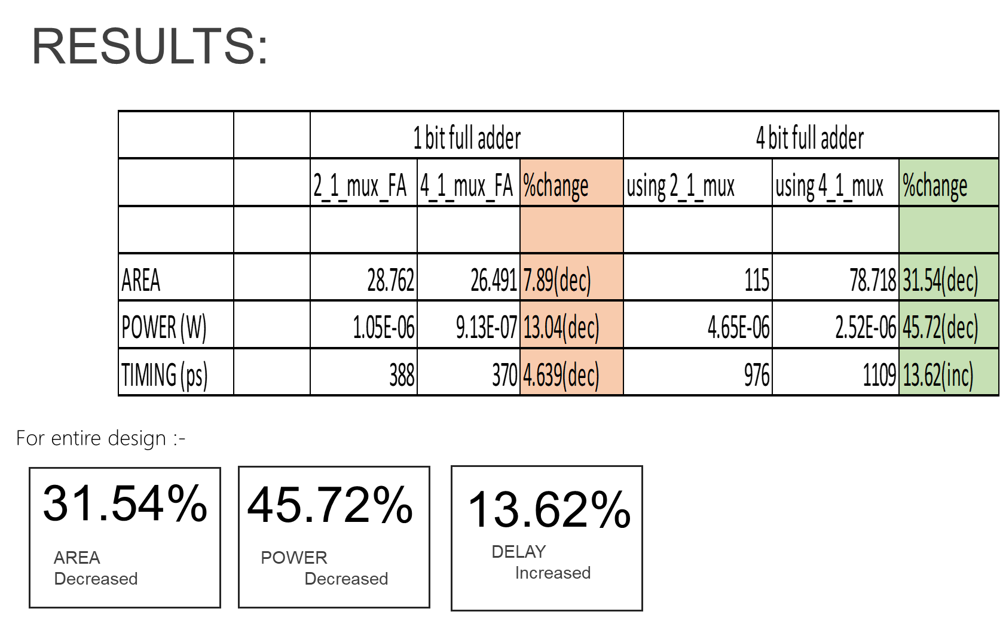 RESULTS:
1 bit full adder 4 bit full adder
2_1_mux_FA 4_1_mux_FA %change using 2_1_mux using 4_1_mux %change
AREA 28.762 26.491 7.89(dec) 115 78.718 31.54(dec)
POWER (W) 1.05E-06 9.13E-07 13.04(dec) 4.65E-06 2.52E-06 45.72(dec)
TIMING (ps) 388 370 4.639(dec) 976 1109 13.62(inc)
For entire design :-
31.54%
AREA
Decreased
45.72%
POWER
Decreased
13.62%
DELAY
Increased